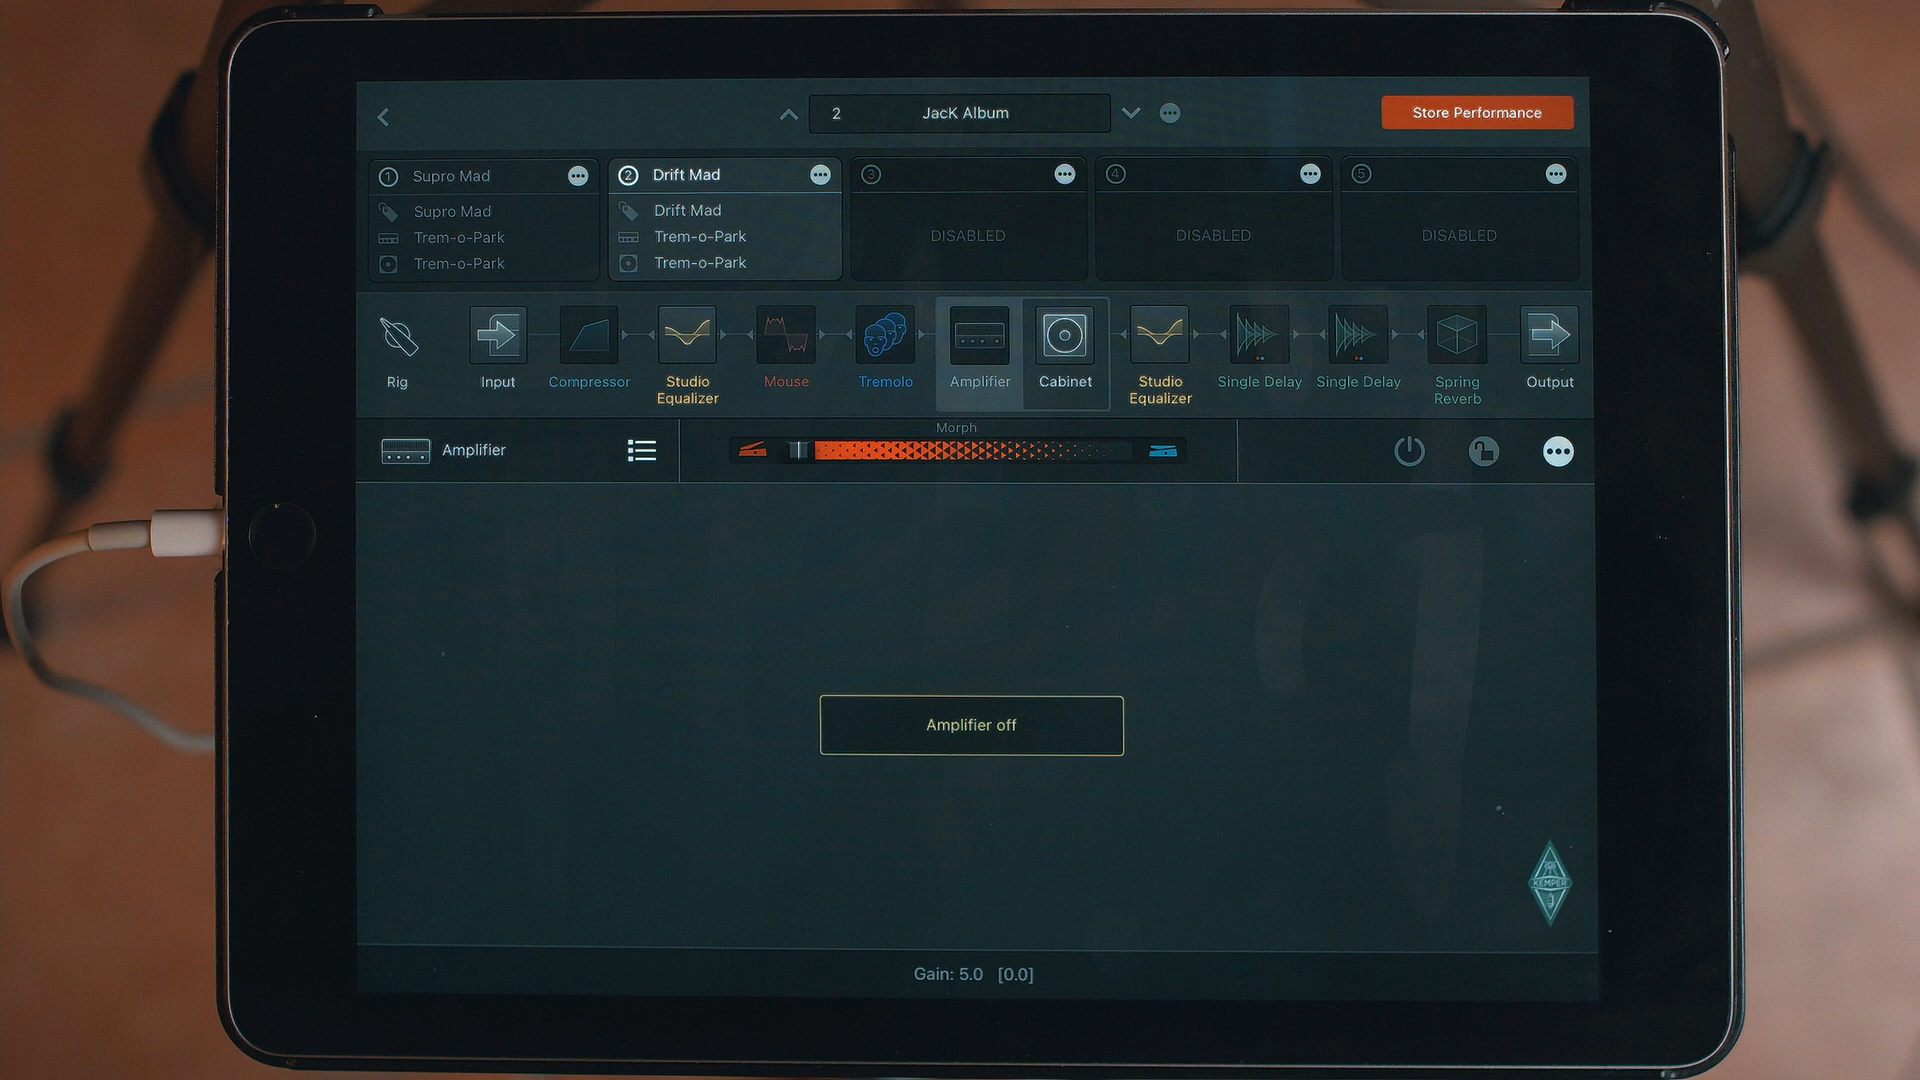 2 JacK Album
Store Performance
1 Supro Mad
Supro Mad
Trem-o-Park
Trem-o-Park
2 Drift Mad
Drift Mad
Trem-o-Park
Trem-o-Park
3
DISABLED
4
DISABLED
5
DISABLED
Rig
Input
Compressor
Studio
Equalizer
Mouse
Tremolo
Amplifier
Cabinet
Studio
Equalizer
Single Delay
Single Delay
Spring
Reverb
Output
Amplifier
Morph
Amplifier off
KEMPER
Gain: 5.0 [0.0]